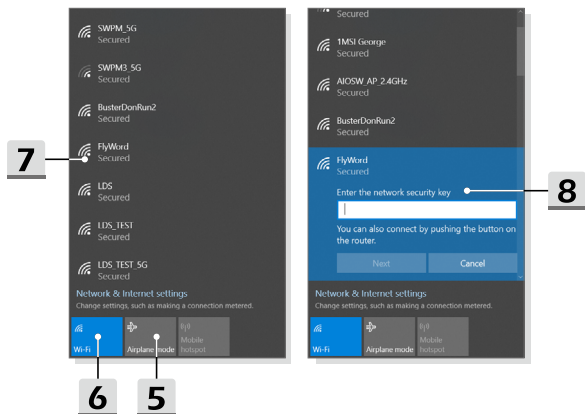 SWPM_5G
Secured
SWPM3_5G
Secured
BusterDonRun2
Secured
FlyWord
Secured
LDS
Secured
LDS_TEST
Secured
LDS_TEST_5G
Secured
Network & Internet settings
Change settings, such as making a connection metered.
Wi-Fi
Airplane mode
Mobile
hotspot
7
6
5
Secured
1MSI George
Secured
AIOSW_AP_2.4GHz
Secured
BusterDonRun2
Secured
FlyWord
Secured
Enter the network security key
You can also connect by pushing the button on
the router.
Next
Cancel
Network & Internet settings
Change settings, such as making a connection metered.
Wi-Fi
Airplane mode
Mobile
hotspot
8